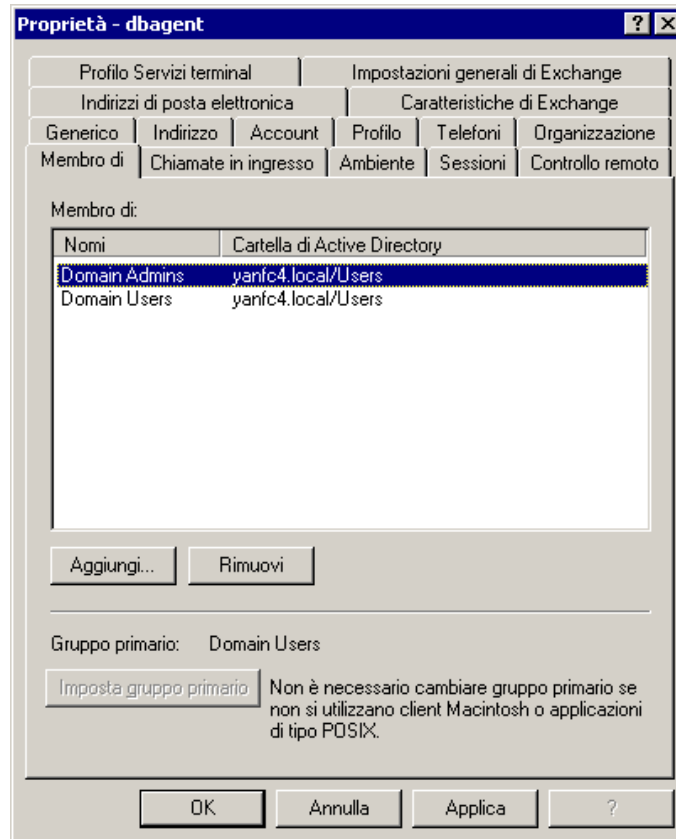 Proprietà - dbagent
Profilo Servizi terminal Impostazioni generali di Exchange
Indirizzi di posta elettronica Caratteristiche di Exchange
Generico Indirizzo Account Profilo Telefoni Organizzazione
Membro di Chiamate in ingresso Ambiente Sessioni Controllo remoto
Membro di:
Nomi Cartella di Active Directory
Domain Admins yanfc4.local/Users
Domain Users yanfc4.local/Users
Aggiungi... Rimuovi
Gruppo primario: Domain Users
Imposta gruppo primario
Non è necessario cambiare gruppo primario se
non si utilizzano client Macintosh o applicazioni
di tipo POSIX.
OK Annulla Applica ?